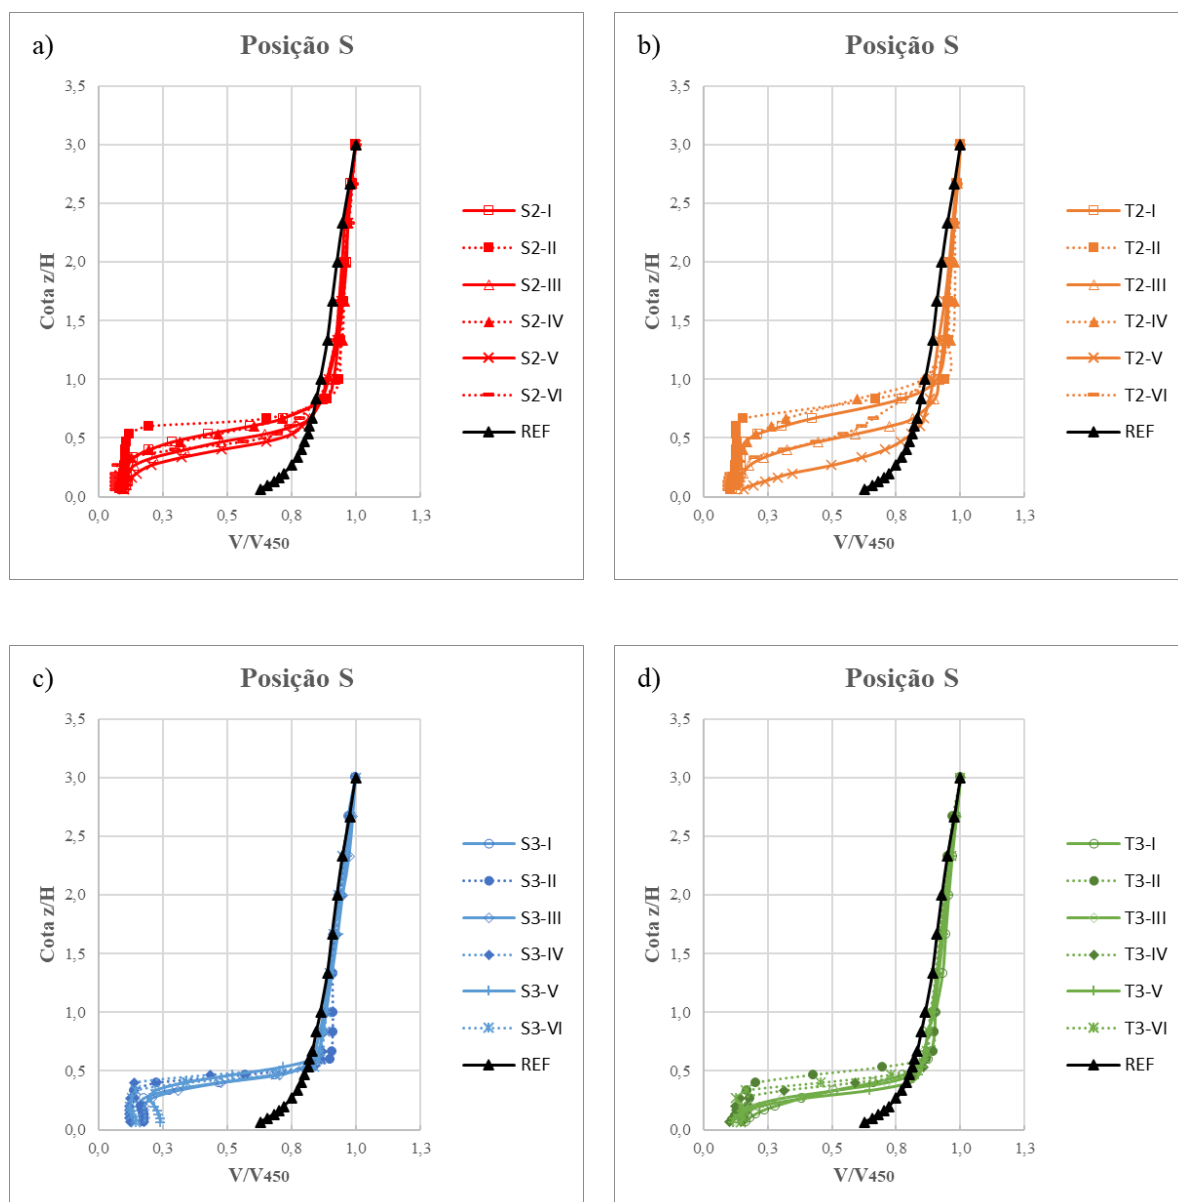 a)
Posição S
3,5
3,0
2,5
2,0
1,5
1,0
0,5
0,0
Cota z/H
0,0
0,3
0,5
0,8
1,0
1,3
V/V450
S2-I
S2-II
S2-III
S2-IV
S2-V
S2-VI
REF
b)
Posição S
3,5
3,0
2,5
2,0
1,5
1,0
0,5
0,0
Cota z/H
0,0
0,3
0,5
0,8
1,0
1,3
V/V450
T2-I
T2-II
T2-III
T2-IV
T2-V
T2-VI
REF
c)
Posição S
3,5
3,0
2,5
2,0
1,5
1,0
0,5
0,0
Cota z/H
0,0
0,3
0,5
0,8
1,0
1,3
V/V450
S3-I
S3-II
S3-III
S3-IV
S3-V
S3-VI
REF
d)
Posição S
3,5
3,0
2,5
2,0
1,5
1,0
0,5
0,0
Cota z/H
0,0
0,3
0,5
0,8
1,0
1,3
V/V450
T3-I
T3-II
T3-III
T3-IV
T3-V
T3-VI
REF